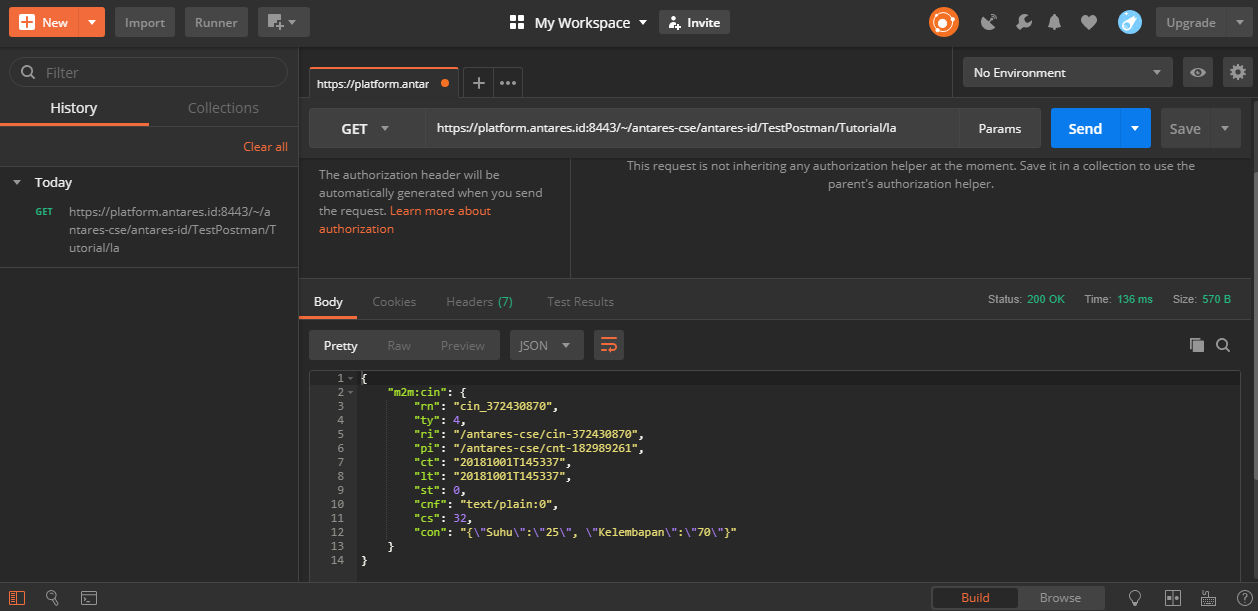 New Import Runner My Workspace Invite Upgrade
Filter
History Collections
Clear all
Today
GET https://platform.antares.id:8443/~/a
ntares-cse/antares-id/TestPostman/T
utorial/la
https://platform.antar No Environment
GET https://platform.antares.id:8443/~/antares-cse/antares-id/TestPostman/Tutorial/la Params Send Save
The authorization header will be
automatically generated when you send
the request. Learn more about
authorization
This request is not inheriting any authorization helper at the moment. Save it in a collection to use the
parent's authorization helper.
Body Cookies Headers (7) Test Results Status: 200 OK Time: 136 ms Size: 570 B
Pretty Raw Preview JSON
1 {
2 "m2m:cin": {
3 "rn": "cin_372430870",
4 "ty": 4,
5 "ri": "/antares-cse/cin-372430870",
6 "pi": "/antares-cse/cnt-182989261",
7 "ct": "20181001T145337",
8 "lt": "20181001T145337",
9 "st": 0,
10 "cnf": "text/plain:0",
11 "cs": 32,
12 "con": "{\"Suhu\":\"25\", \"Kelembapan\":\"70\"}"
13 }
14 }
Build Browse